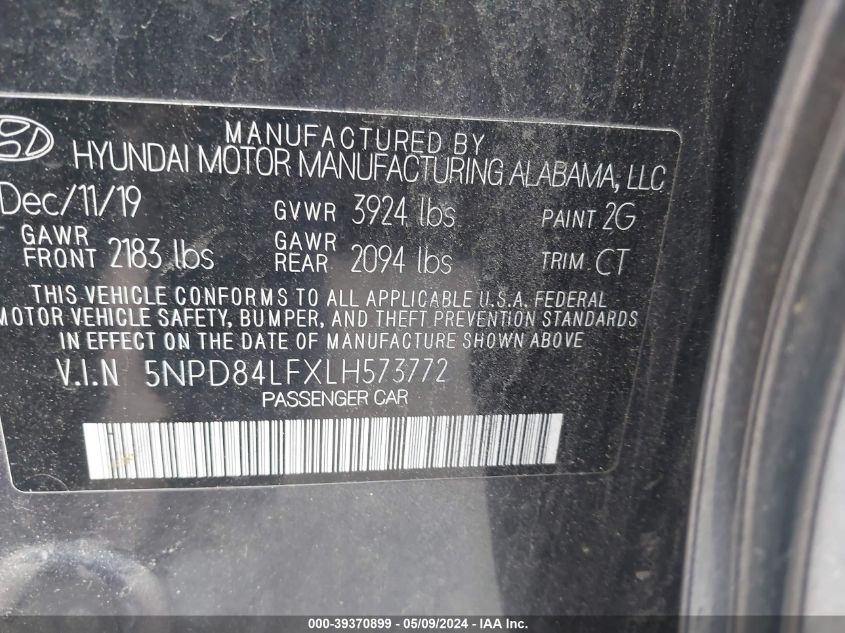 MANUFACTURED BY
HYUNDAI MOTOR MANUFACTURING ALABAMA, LLC
Dec/11/19 GVWR 3924 lbs PAINT 2G
GAWR FRONT 2183 lbs GAWR REAR 2094 lbs TRIM CT
THIS VEHICLE CONFORMS TO ALL APPLICABLE U.S.A. FEDERAL
MOTOR VEHICLE SAFETY, BUMPER, AND THEFT PREVENTION STANDARDS
IN EFFECT ON THE DATE OF MANUFACTURE SHOWN ABOVE
V.I.N 5NPD84LFXLH573772
PASSENGER CAR
000-39370899 - 05/09/2024 - IAA Inc.